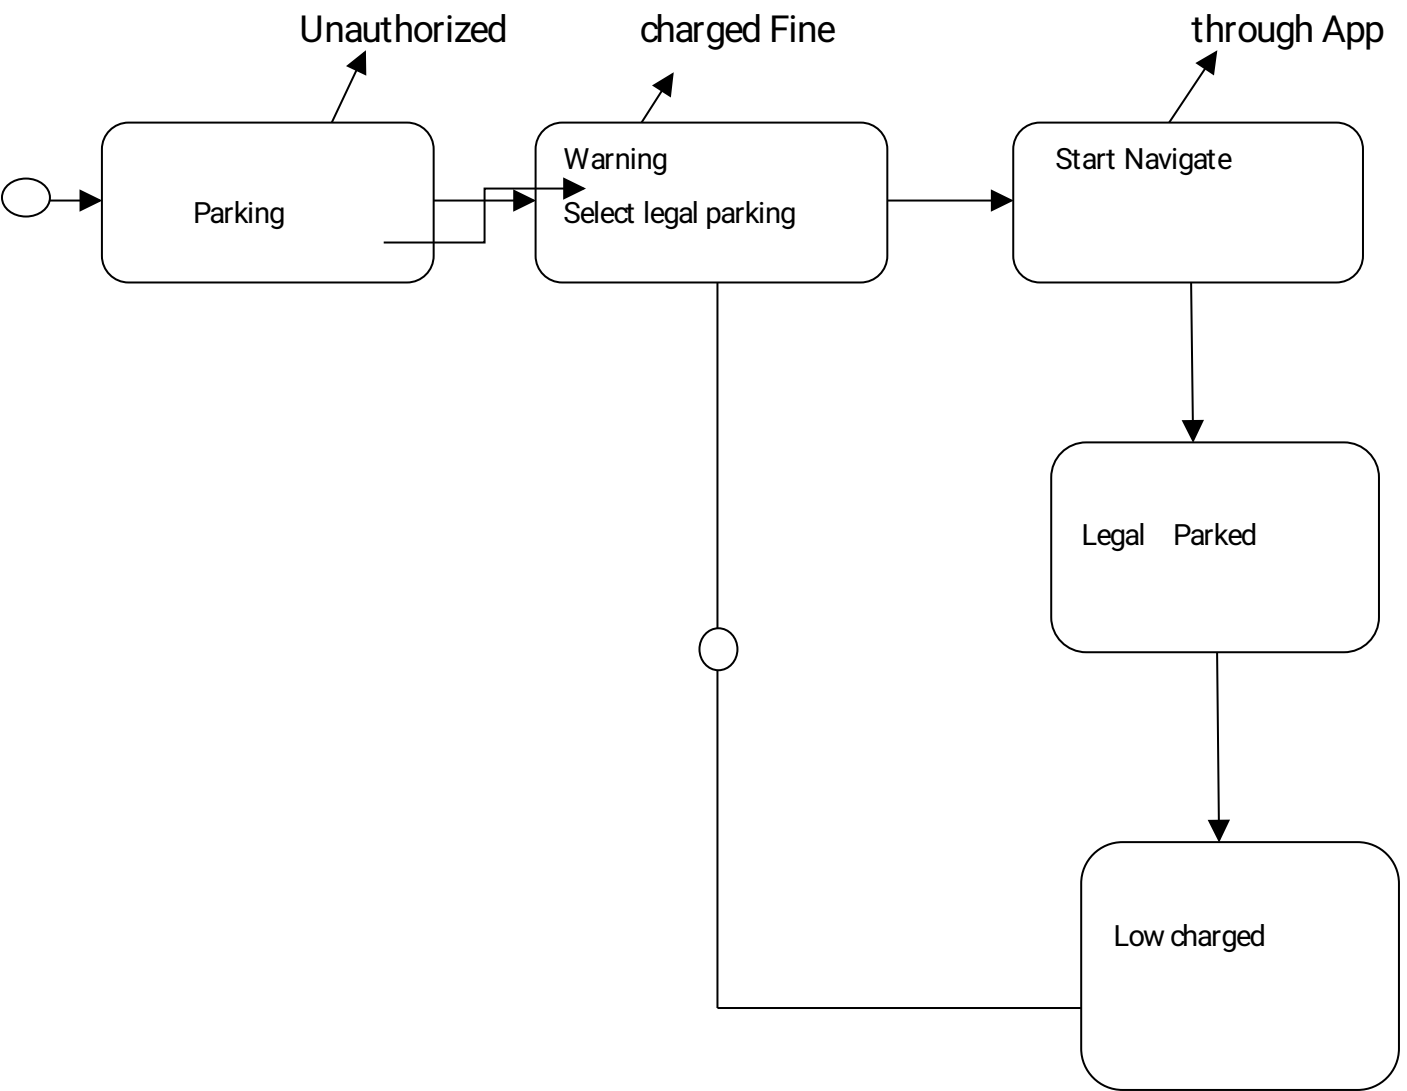 Unauthorized
charged Fine
through App
Parking
Warning
Select legal parking
Start Navigate
Legal Parked
Low charged